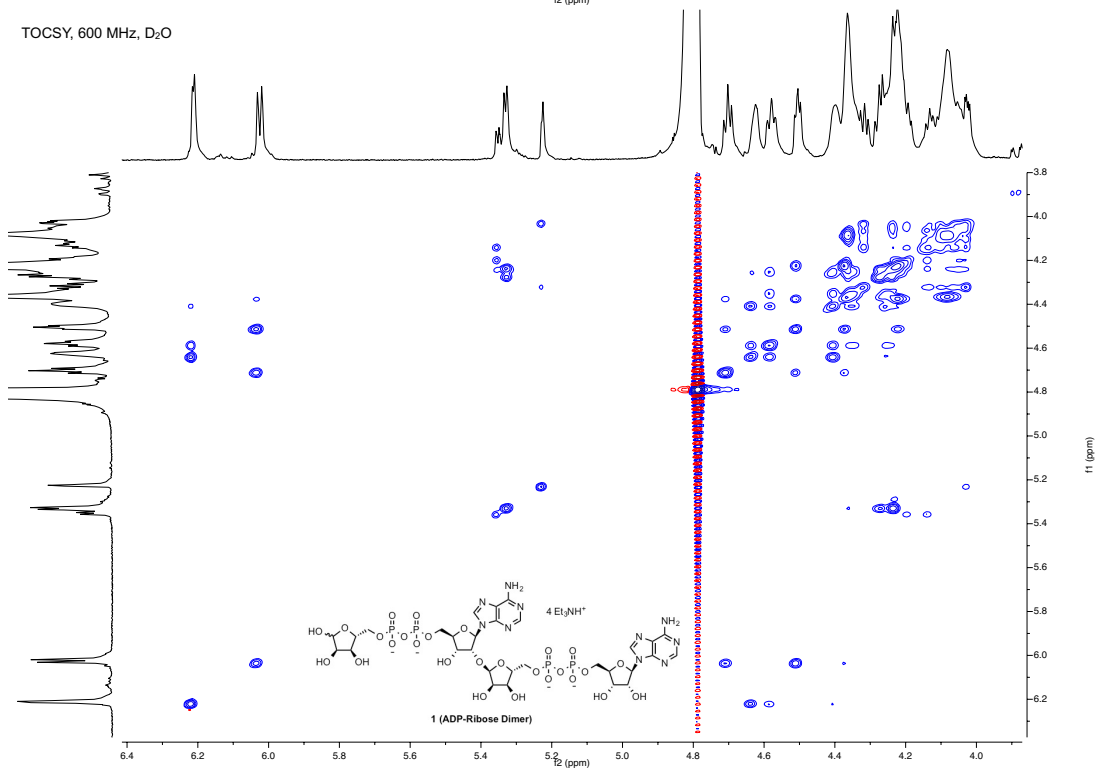 f2 (ppm)
TOCSY, 600 MHz, D₂O
3.8
4.0
4.2
4.4
4.6
4.8
5.0
5.2
5.4
5.6
5.8
6.0
6.2
f1 (ppm)
NH₂
N
N
N
N
4 Et₃NH⁺
O
O
HO
O
O
P
O
P
O
O
O⁻
O⁻
HO
OH
HO
O
O
O
P
O
P
O
O
O
O
O⁻
O⁻
HO
OH
NH₂
N
N
N
N
HO
OH
1 (ADP-Ribose Dimer)
6.4 6.2 6.0 5.8 5.6 5.4 5.2 5.0 4.8 4.6 4.4 4.2 4.0
f2 (ppm)